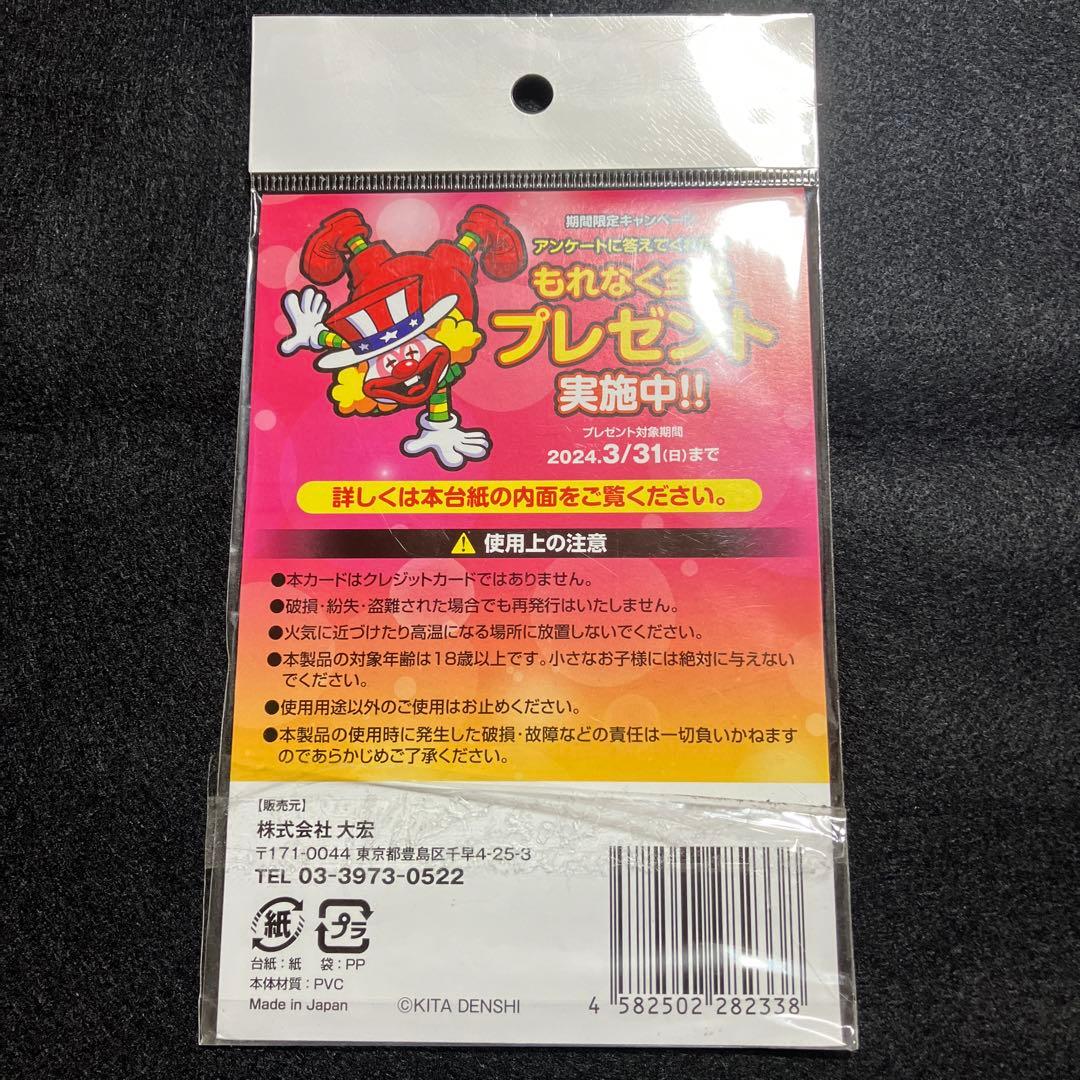 期間限定キャンペーン
アンケートに答えて
もれなく全
プレゼント
実施中!!
プレゼント対象期間
2024.3/31(日)まで
詳しくは本台紙の内面をご覧ください。
使用上の注意
●本カードはクレジットカードではありません。
●破損・紛失・盗難された場合でも再発行はいたしません。
●火気に近づけたり高温になる場所に放置しないでください。
●本製品の対象年齢は18歳以上です。小さなお子様には絶対に与えない
でください。
●使用用途以外のご使用はお止めください。
●本製品の使用時に発生した破損・故障などの責任は一切負いかねます
のであらかじめご了承ください。
【販売元】
株式会社 大宏
〒171-0044 東京都豊島区千早4-25-3
TEL 03-3973-0522
紙 プラ
台紙：紙 袋：PP
本体材質：PVC
Made in Japan
©KITA DENSHI
4 582502 282338